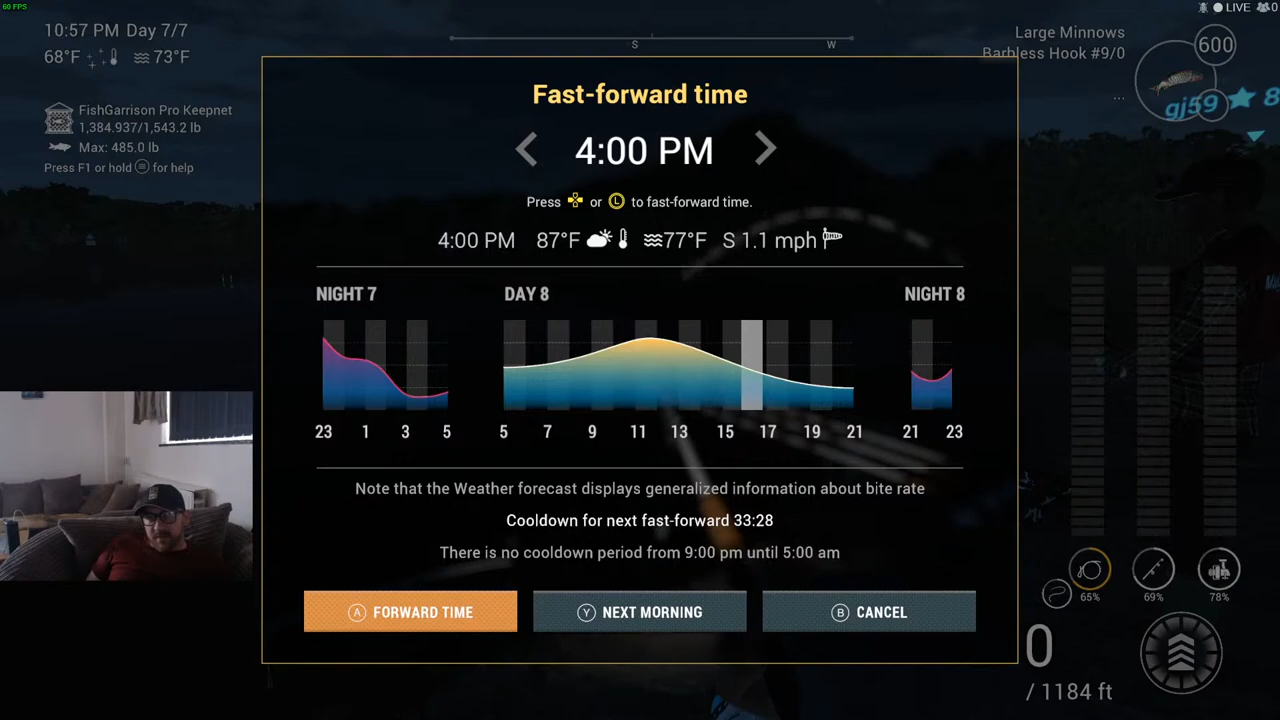 60 FPS
10:57 PM Day 7/7
68°F 73°F
FishGarrison Pro Keepnet
1,384.937/1,543.2 lb
Max: 485.0 lb
Press F1 or hold for help
S W
LIVE 0
Large Minnows
Barbless Hook #9/0
600
...
gj59 8
Fast-forward time
4:00 PM
Press or L to fast-forward time.
4:00 PM 87°F 77°F S 1.1 mph
NIGHT 7 DAY 8 NIGHT 8
23 1 3 5 5 7 9 11 13 15 17 19 21 21 23
Note that the Weather forecast displays generalized information about bite rate
Cooldown for next fast-forward 33:28
There is no cooldown period from 9:00 pm until 5:00 am
A FORWARD TIME Y NEXT MORNING B CANCEL
65% 69% 78%
0
/ 1184 ft